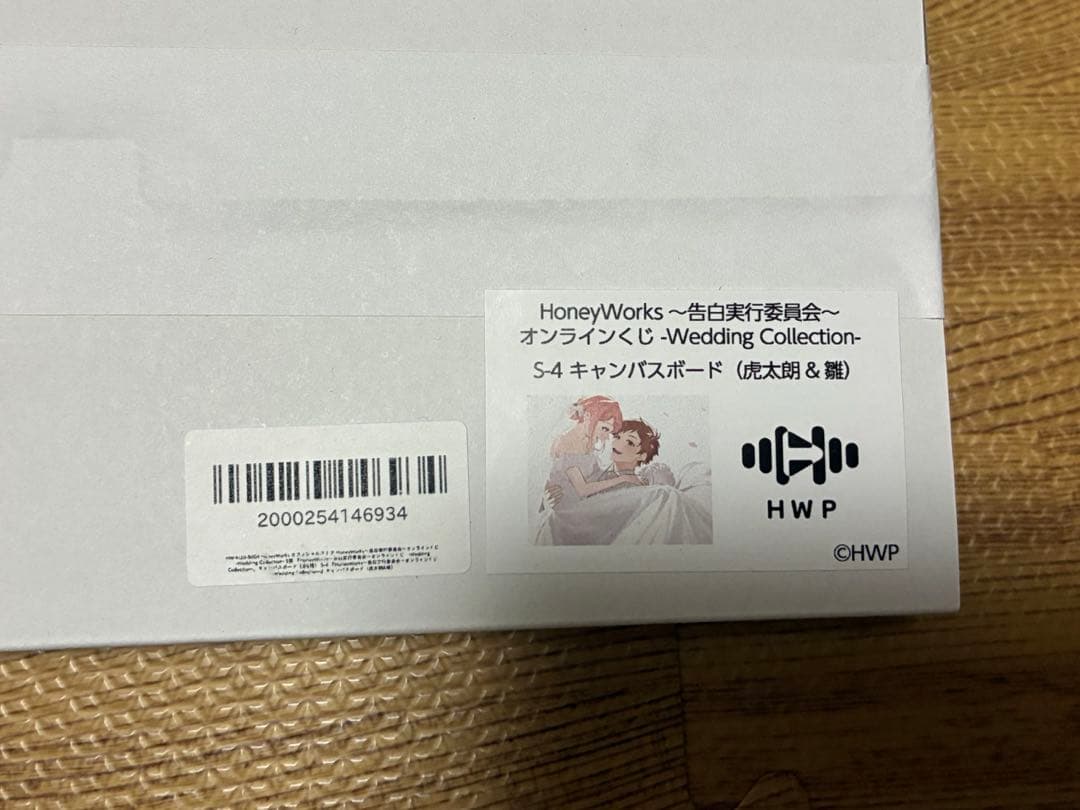 HoneyWorks ～告白実行委員会～
オンラインくじ -Wedding Collection-
S-4 キャンバスボード（虎太朗 & 雛）
HWP
©HWP
2000254146934